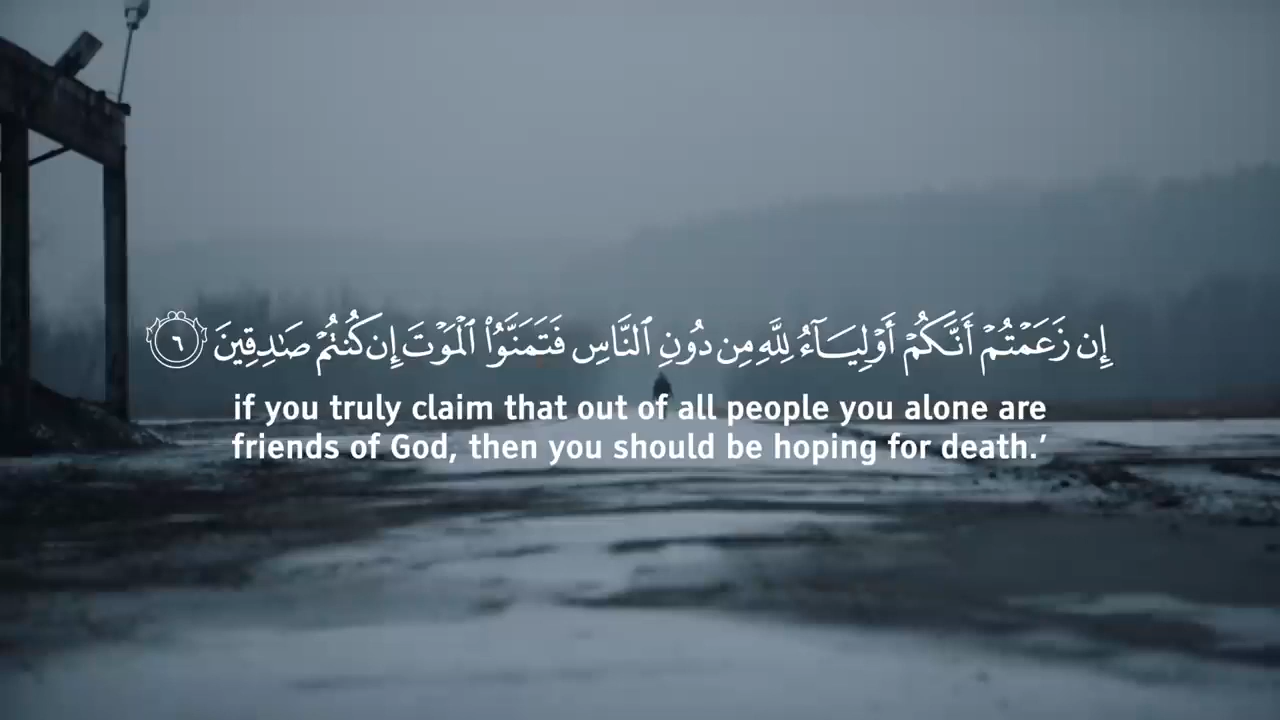 إِن زَعَمْتُمْ أَنَّكُمْ أَوْلِيَآءُ لِلَّهِ مِن دُونِ ٱلنَّاسِ فَتَمَنَّوُا۟ ٱلْمَوْتَ إِن كُنتُمْ صَـٰدِقِينَ ٦
if you truly claim that out of all people you alone are
friends of God, then you should be hoping for death.’